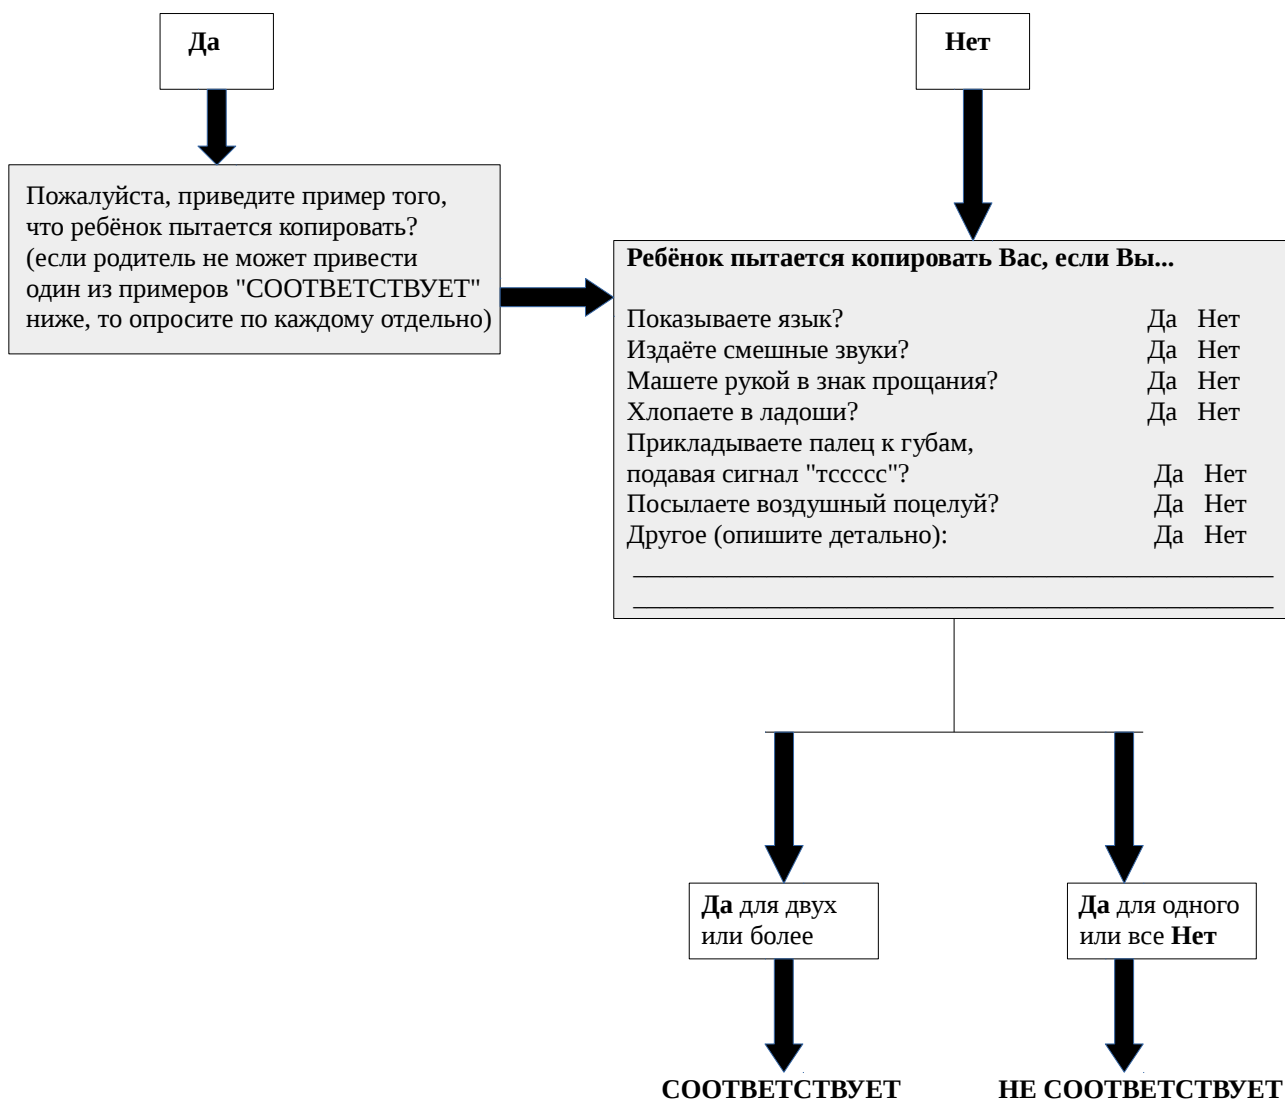 Да
Нет
Пожалуйста, приведите пример того,
что ребёнок пытается копировать?
(если родитель не может привести
один из примеров "СООТВЕТСТВУЕТ"
ниже, то опросите по каждому отдельно)
Ребёнок пытается копировать Вас, если Вы...
Показываете язык? Да Нет
Издаёте смешные звуки? Да Нет
Машете рукой в знак прощания? Да Нет
Хлопаете в ладоши? Да Нет
Прикладываете палец к губам,
подавая сигнал "тссссс"? Да Нет
Посылаете воздушный поцелуй? Да Нет
Другое (опишите детально): Да Нет
Да для двух
или более
Да для одного
или все Нет
СООТВЕТСТВУЕТ
НЕ СООТВЕТСТВУЕТ